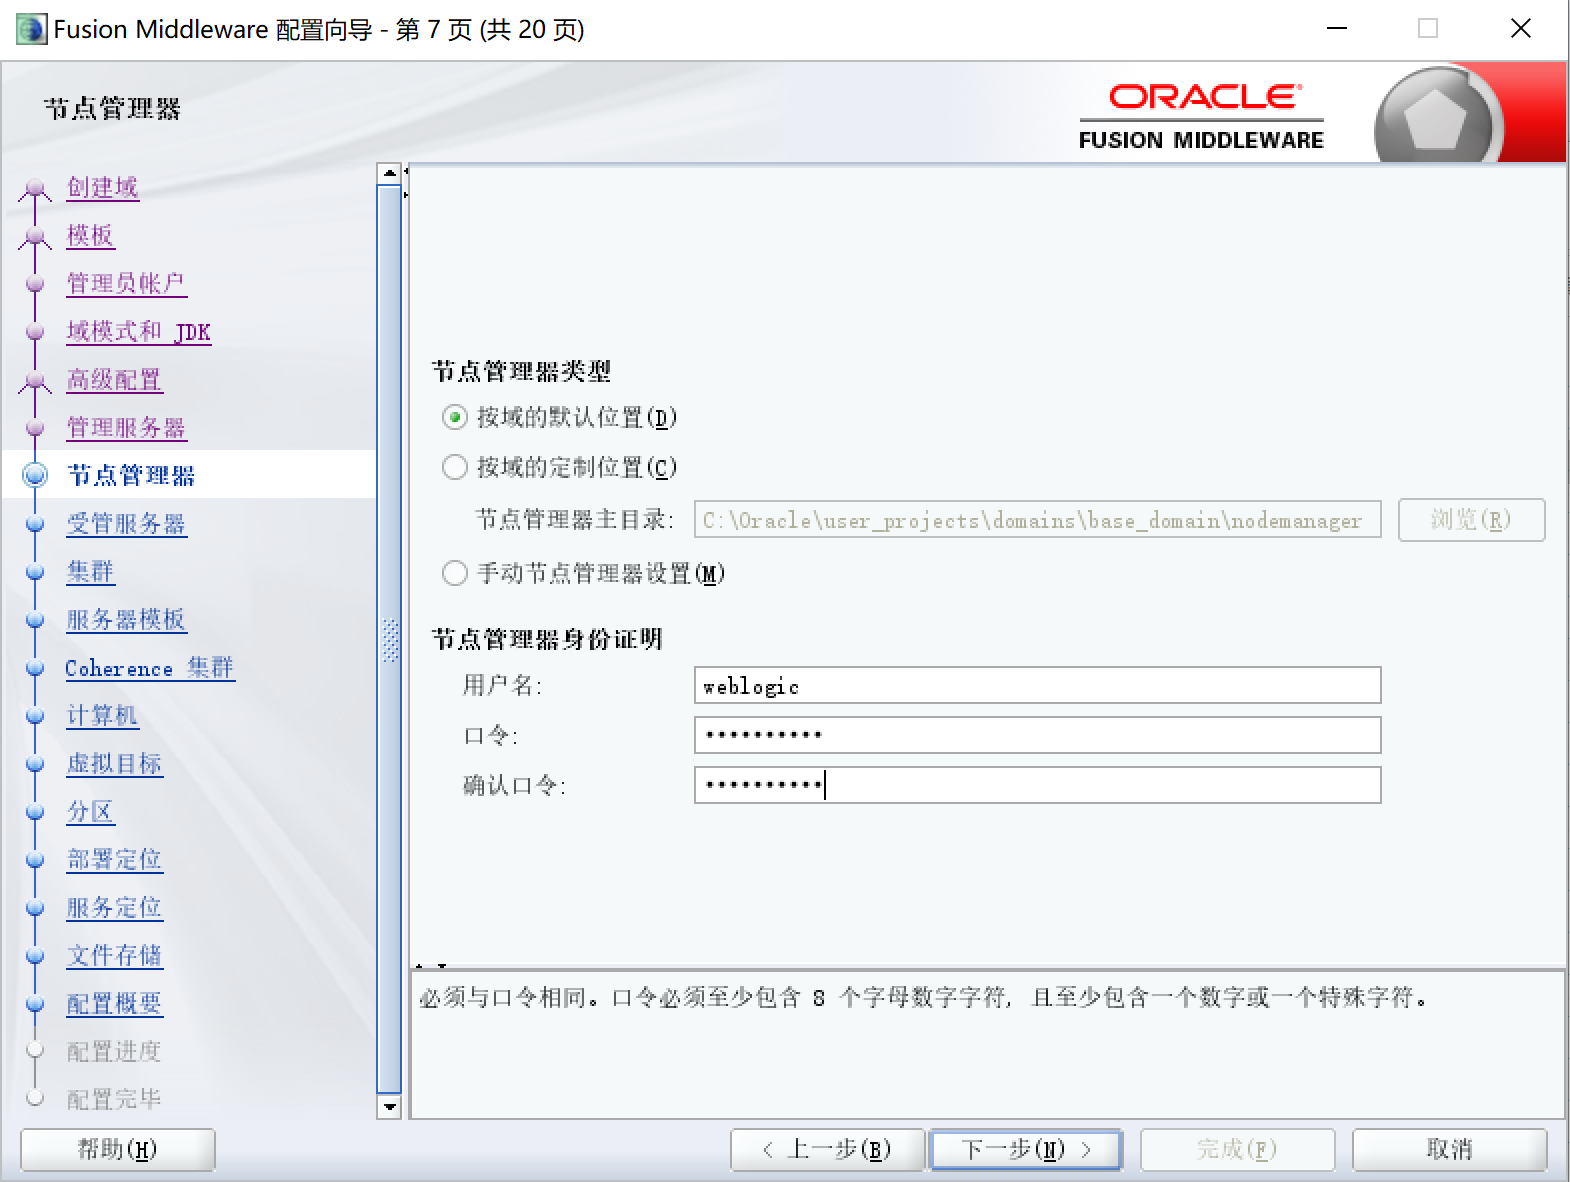 Fusion Middleware 配置向导 - 第 7 页 (共 20 页)
节点管理器
ORACLE
FUSION MIDDLEWARE
创建域
模板
管理员帐户
域模式和 JDK
高级配置
管理服务器
节点管理器
受管服务器
集群
服务器模板
Coherence 集群
计算机
虚拟目标
分区
部署定位
服务定位
文件存储
配置概要
配置进度
配置完毕
节点管理器类型
按域的默认位置(D)
按域的定制位置(C)
节点管理器主目录: C:\Oracle\user_projects\domains\base_domain\nodemanager 浏览(R)
手动节点管理器设置(M)
节点管理器身份证明
用户名: weblogic
口令: ••••••••••
确认口令: ••••••••••
必须与口令相同。口令必须至少包含 8 个字母数字字符, 且至少包含一个数字或一个特殊字符。
帮助(H) < 上一步(B) 下一步(N) > 完成(F) 取消